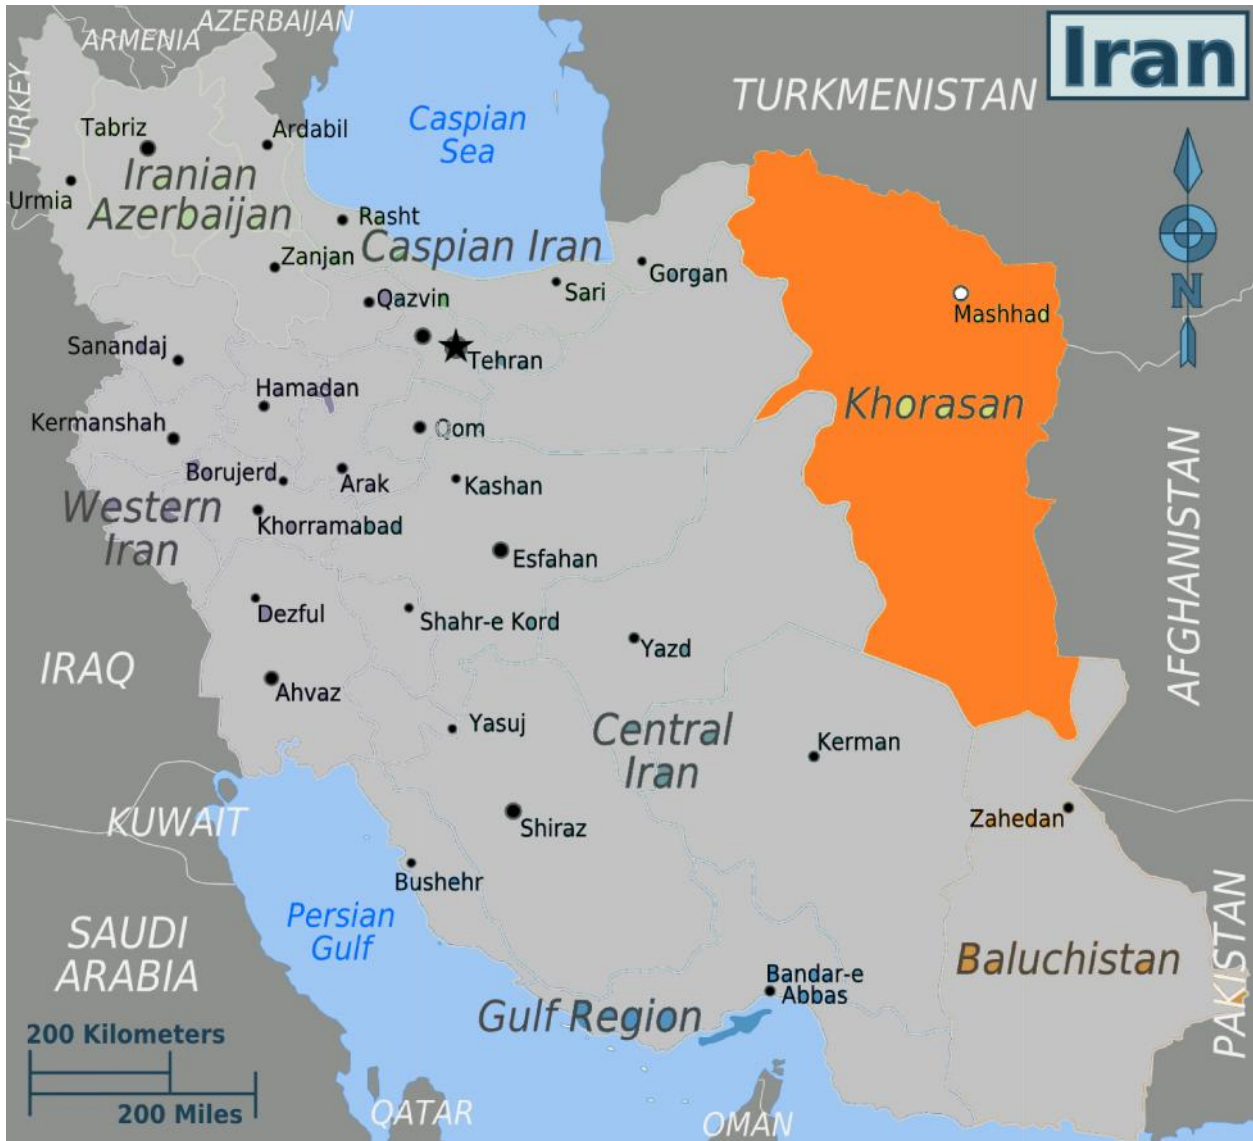 AZERBAIJAN
ARMENIA
Iran
TURKEY
TURKMENISTAN
Caspian
Sea
Tabriz
Ardabil
Iranian
Azerbaijan
Urmia
Rasht
Caspian Iran
Zanjan
Gorgan
Qazvin
Sari
N
Mashhad
Sanandaj
Tehran
Hamadan
Khorasan
Kermanshah
Qom
Borujerd
Arak
Kashan
Western
Iran
Khorramabad
Esfahan
AFGHANISTAN
Dezful
Shahr-e Kord
Yazd
IRAQ
Ahvaz
Yasuj
Central
Iran
Kerman
KUWAIT
Shiraz
Zahedan
Bushehr
Persian
Gulf
SAUDI
ARABIA
Baluchistan
PAKISTAN
Bandar-e
Abbas
Gulf Region
200 Kilometers
200 Miles
QATAR
OMAN